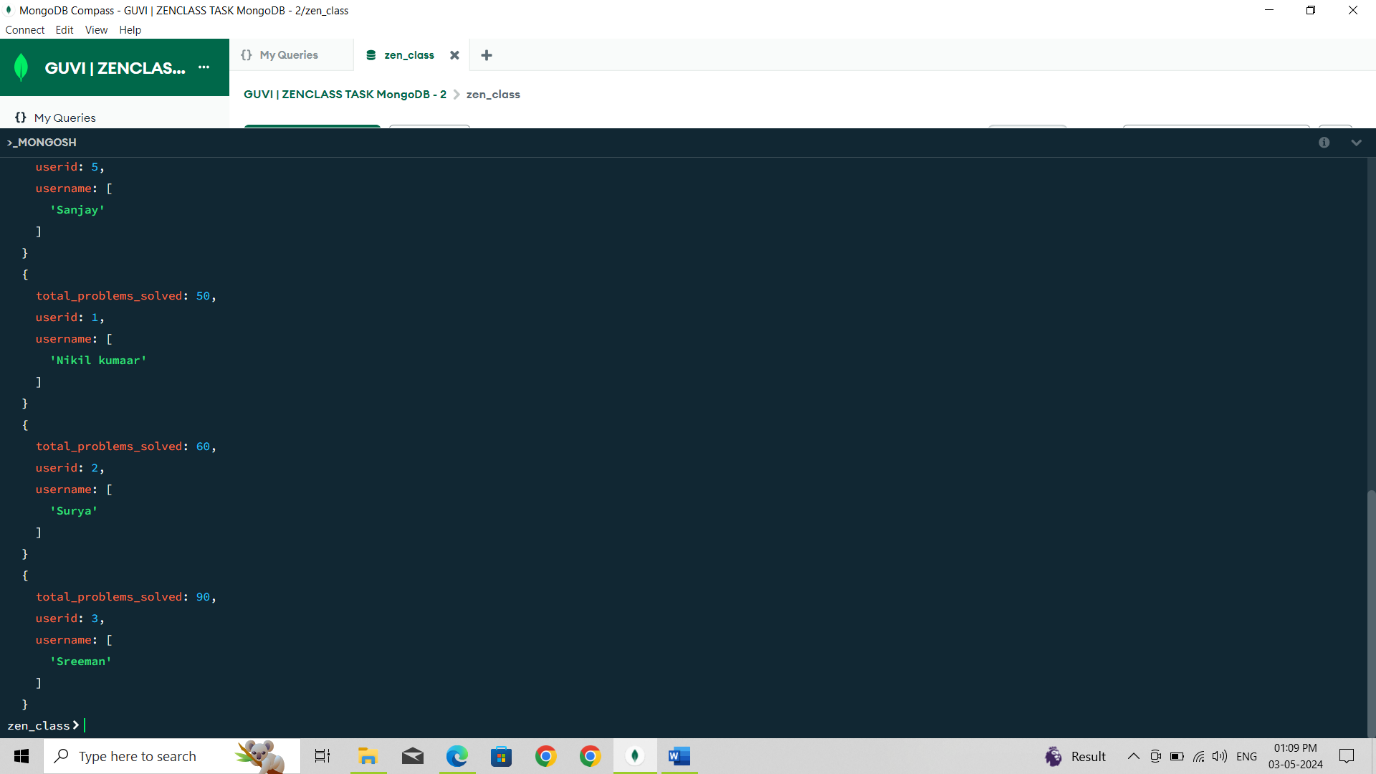 MongoDB Compass - GUVI | ZENCLASS TASK MongoDB - 2/zen_class
Connect Edit View Help
GUVI | ZENCLAS... ...
{} My Queries
zen_class
GUVI | ZENCLASS TASK MongoDB - 2 > zen_class
{} My Queries
>_MONGOSH
userid: 5,
username: [
'Sanjay'
]
}
{
total_problems_solved: 50,
userid: 1,
username: [
'Nikil kumaar'
]
}
{
total_problems_solved: 60,
userid: 2,
username: [
'Surya'
]
}
{
total_problems_solved: 90,
userid: 3,
username: [
'Sreeman'
]
}
zen_class>
Type here to search
Result
ENG
01:09 PM
03-05-2024